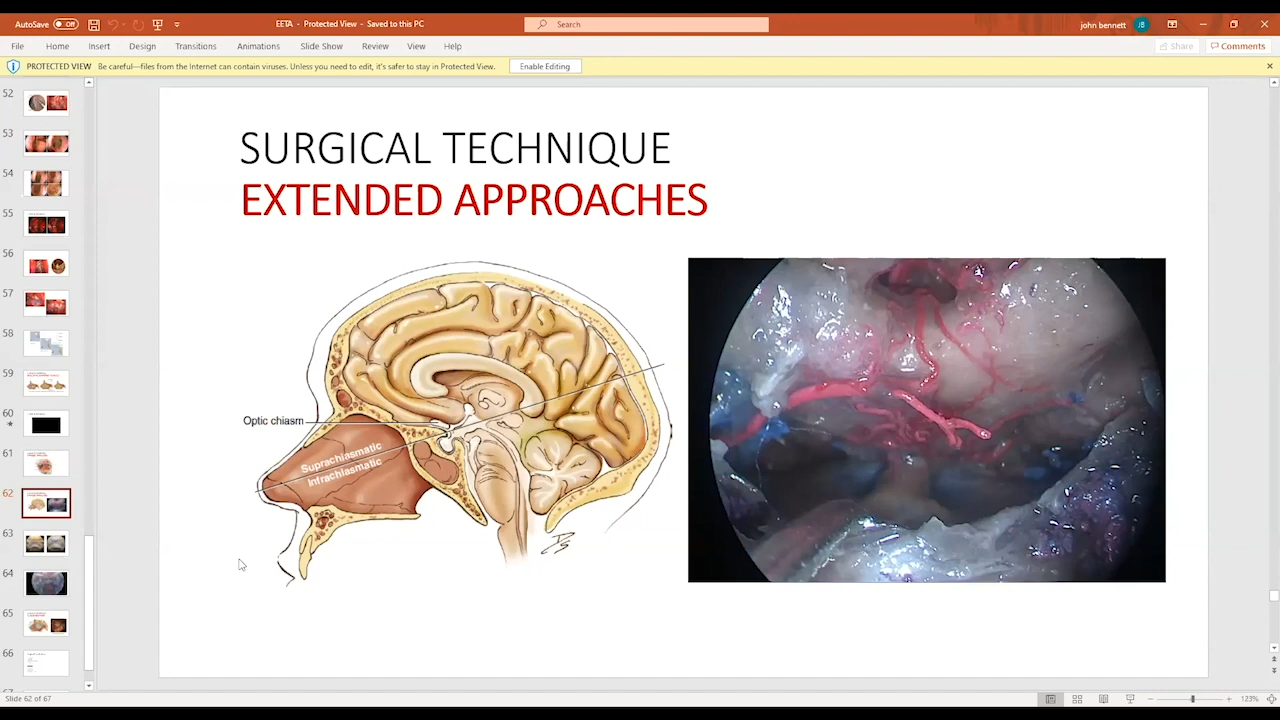 AutoSave Off
EETA - Protected View - Saved to this PC
Search
john bennett JB
File Home Insert Design Transitions Animations Slide Show Review View Help
Share Comments
PROTECTED VIEW Be careful—files from the Internet can contain viruses. Unless you need to edit, it's safer to stay in Protected View. Enable Editing
52
53
54
55
56
57
58
59
60
61
62
63
64
65
66
SURGICAL TECHNIQUE
EXTENDED APPROACHES
Optic chiasm
Suprachiasmatic
Infrachiasmatic
Slide 62 of 67
123%